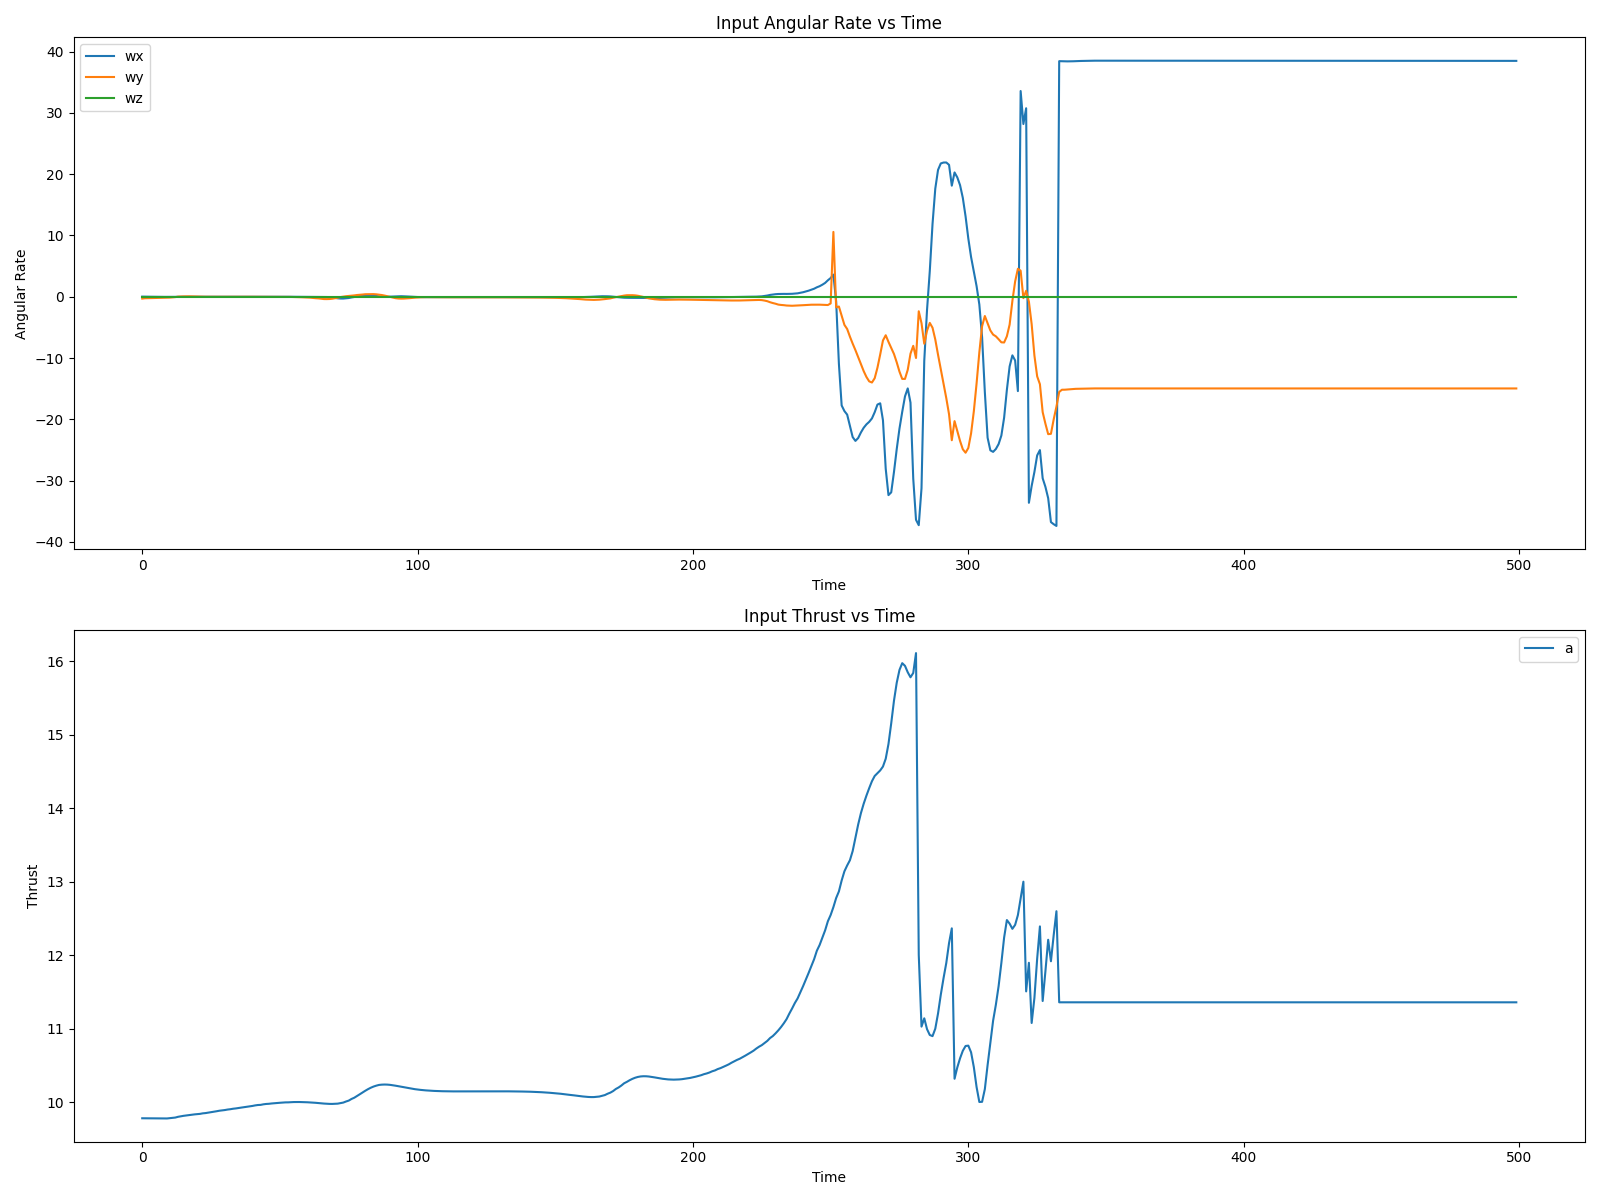 Input Angular Rate vs Time
wx
wy
wz
Angular Rate
40
30
20
10
0
−10
−20
−30
−40
0 100 200 300 400 500
Time
Input Thrust vs Time
a
Thrust
16
15
14
13
12
11
10
0 100 200 300 400 500
Time